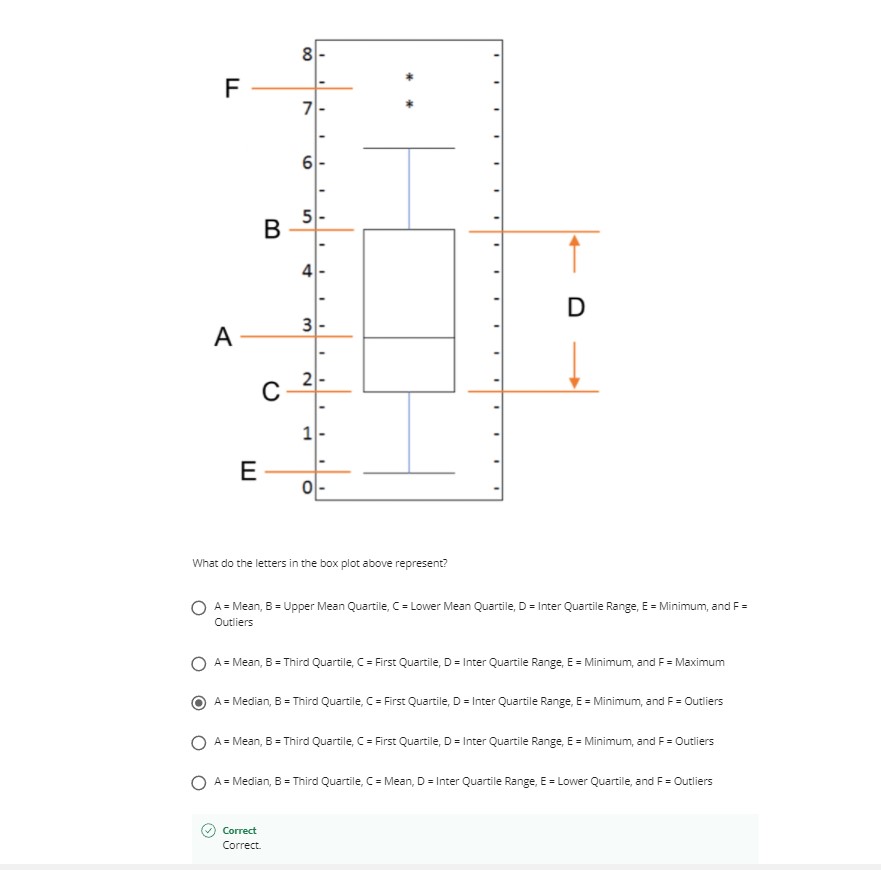 8
F
7
6
5
B
4
D
3
A
2
C
1
E
0
What do the letters in the box plot above represent?
A = Mean, B = Upper Mean Quartile, C = Lower Mean Quartile, D = Inter Quartile Range, E = Minimum, and F =
Outliers
A = Mean, B = Third Quartile, C = First Quartile, D = Inter Quartile Range, E = Minimum, and F = Maximum
A = Median, B = Third Quartile, C = First Quartile, D = Inter Quartile Range, E = Minimum, and F = Outliers
A = Mean, B = Third Quartile, C = First Quartile, D = Inter Quartile Range, E = Minimum, and F = Outliers
A = Median, B = Third Quartile, C = Mean, D = Inter Quartile Range, E = Lower Quartile, and F = Outliers
Correct
Correct.